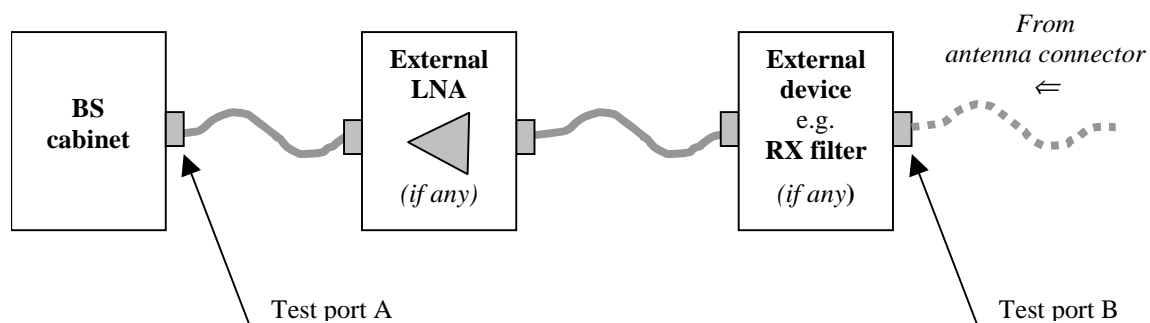 BS
cabinet
External
LNA
(if any)
External
device
e.g.
RX filter
(if any)
From
antenna connector
⇐
Test port A
Test port B